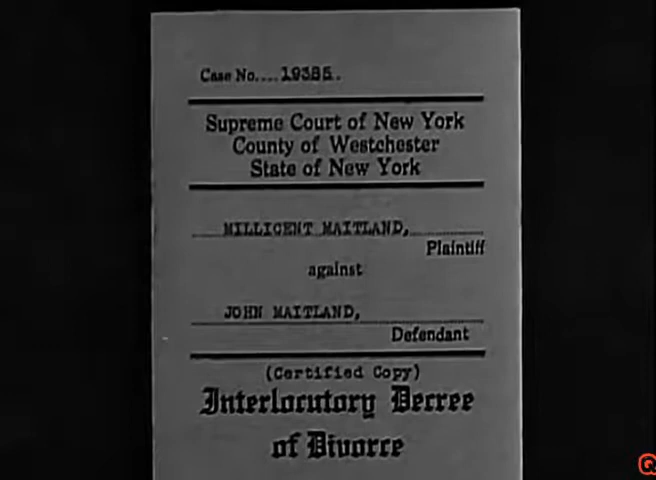 Case No....19385.
Supreme Court of New York
County of Westchester
State of New York
MILLICENT MAITLAND,
Plaintiff
against
JOHN MAITLAND,
Defendant
(Certified Copy)
Interlocutory Decree
of Divorce
Q